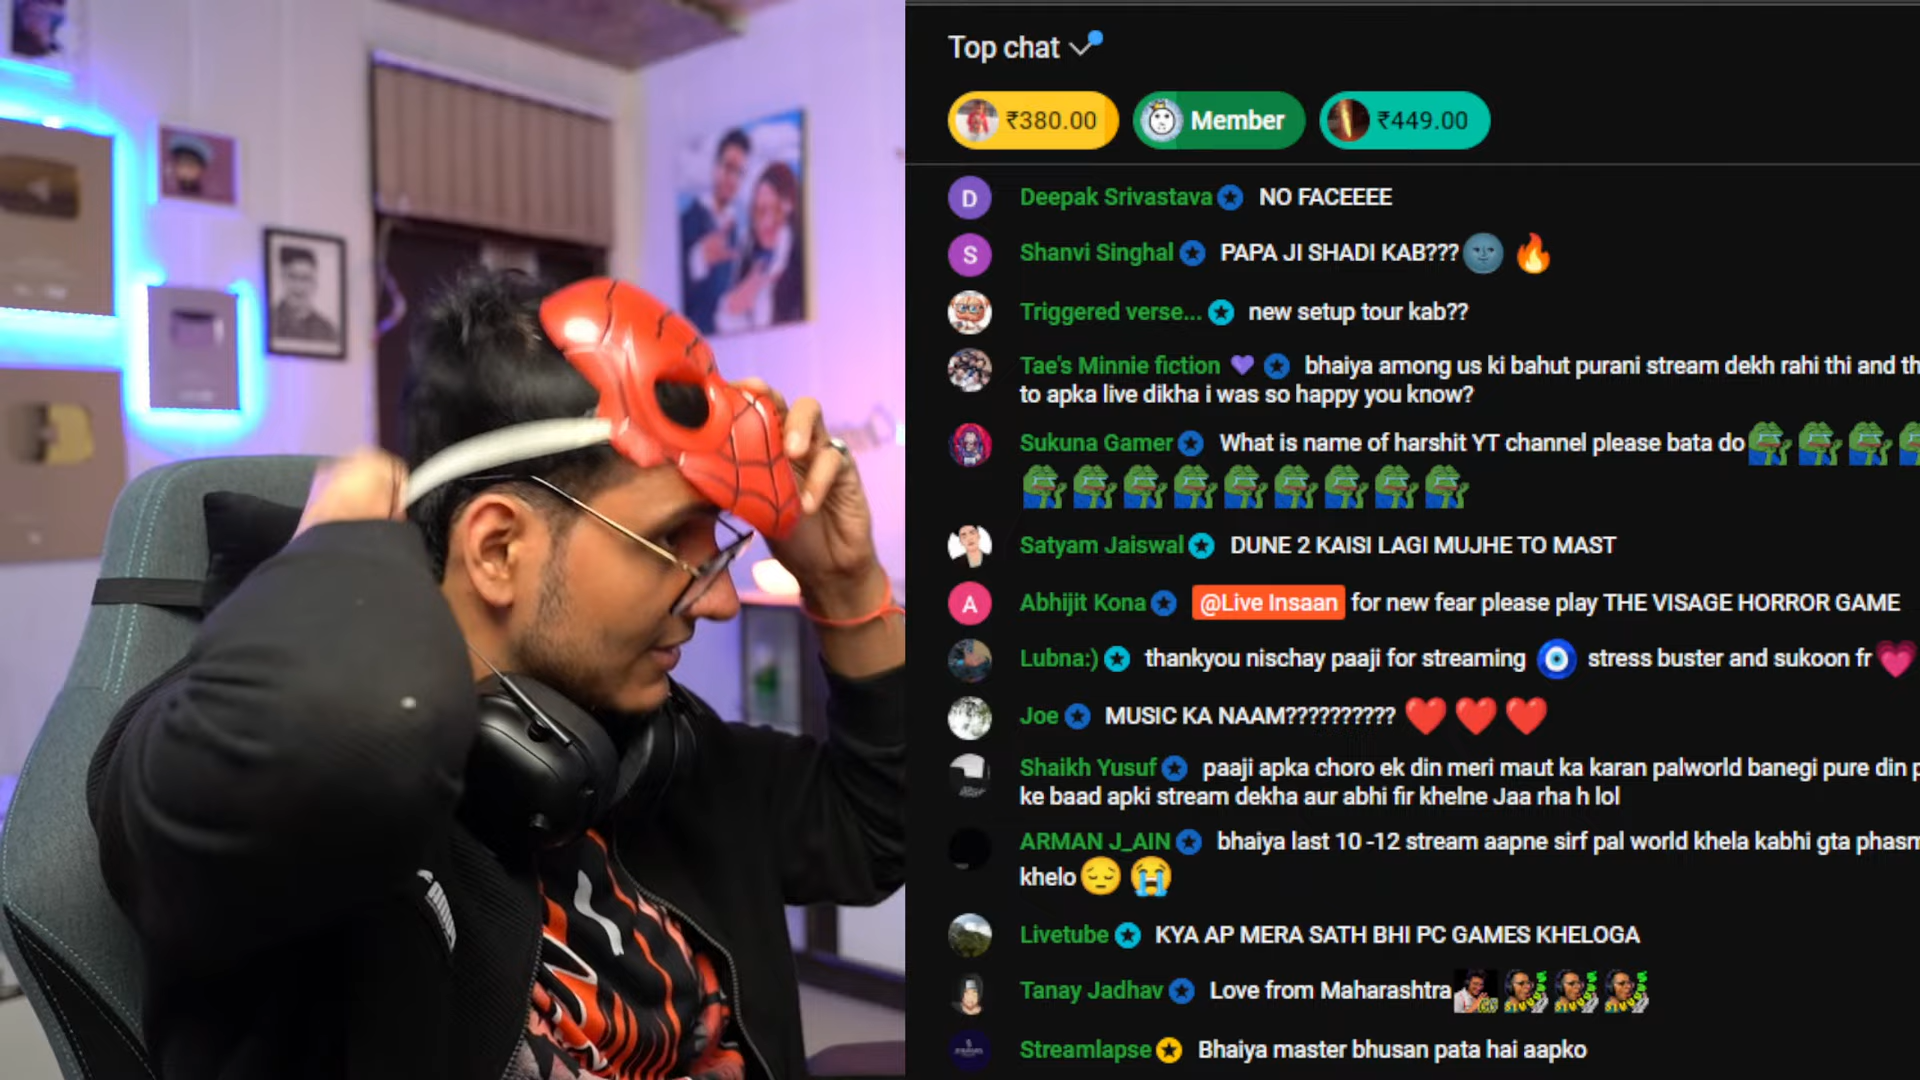 Top chat
₹380.00 Member ₹449.00
D Deepak Srivastava NO FACEEEE
S Shanvi Singhal PAPA JI SHADI KAB???🌚🔥
Triggered verse... new setup tour kab??
Tae's Minnie fiction 💜 bhaiya among us ki bahut purani stream dekh rahi thi and
to apka live dikha i was so happy you know?
Sukuna Gamer What is name of harshit YT channel please bata do
Satyam Jaiswal DUNE 2 KAISI LAGI MUJHE TO MAST
A Abhijit Kona @Live Insaan for new fear please play THE VISAGE HORROR GAME
Lubna:) thankyou nischay paaji for streaming 🧿 stress buster and sukoon fr 💗
Joe MUSIC KA NAAM?????????? ❤️❤️❤️
Shaikh Yusuf paaji apka choro ek din meri maut ka karan palworld banegi pure din
ke baad apki stream dekha aur abhi fir khelne Jaa rha h lol
ARMAN J_AIN bhaiya last 10 -12 stream aapne sirf pal world khela kabhi gta
khelo😔😭
Livetube KYA AP MERA SATH BHI PC GAMES KHELOGA
Tanay Jadhav Love from Maharashtra
Streamlapse Bhaiya master bhusan pata hai aapko